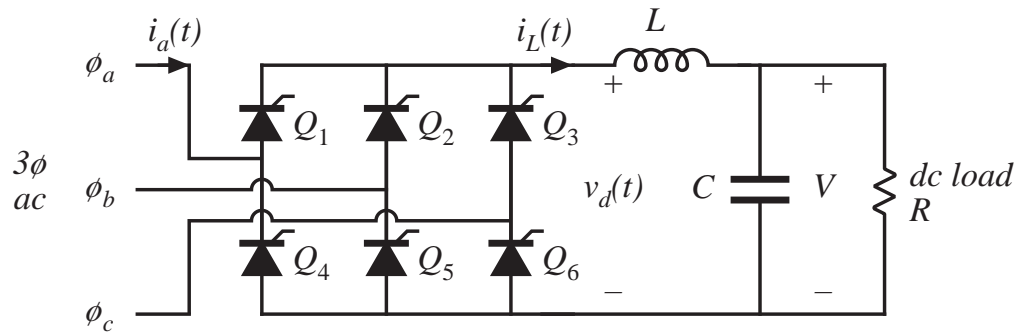 i_a(t)
i_L(t)
L
ϕ_a
+
+
Q_1
Q_2
Q_3
3ϕ
ac
ϕ_b
v_d(t)
C
V
dc load
R
Q_4
Q_5
Q_6
–
–
ϕ_c